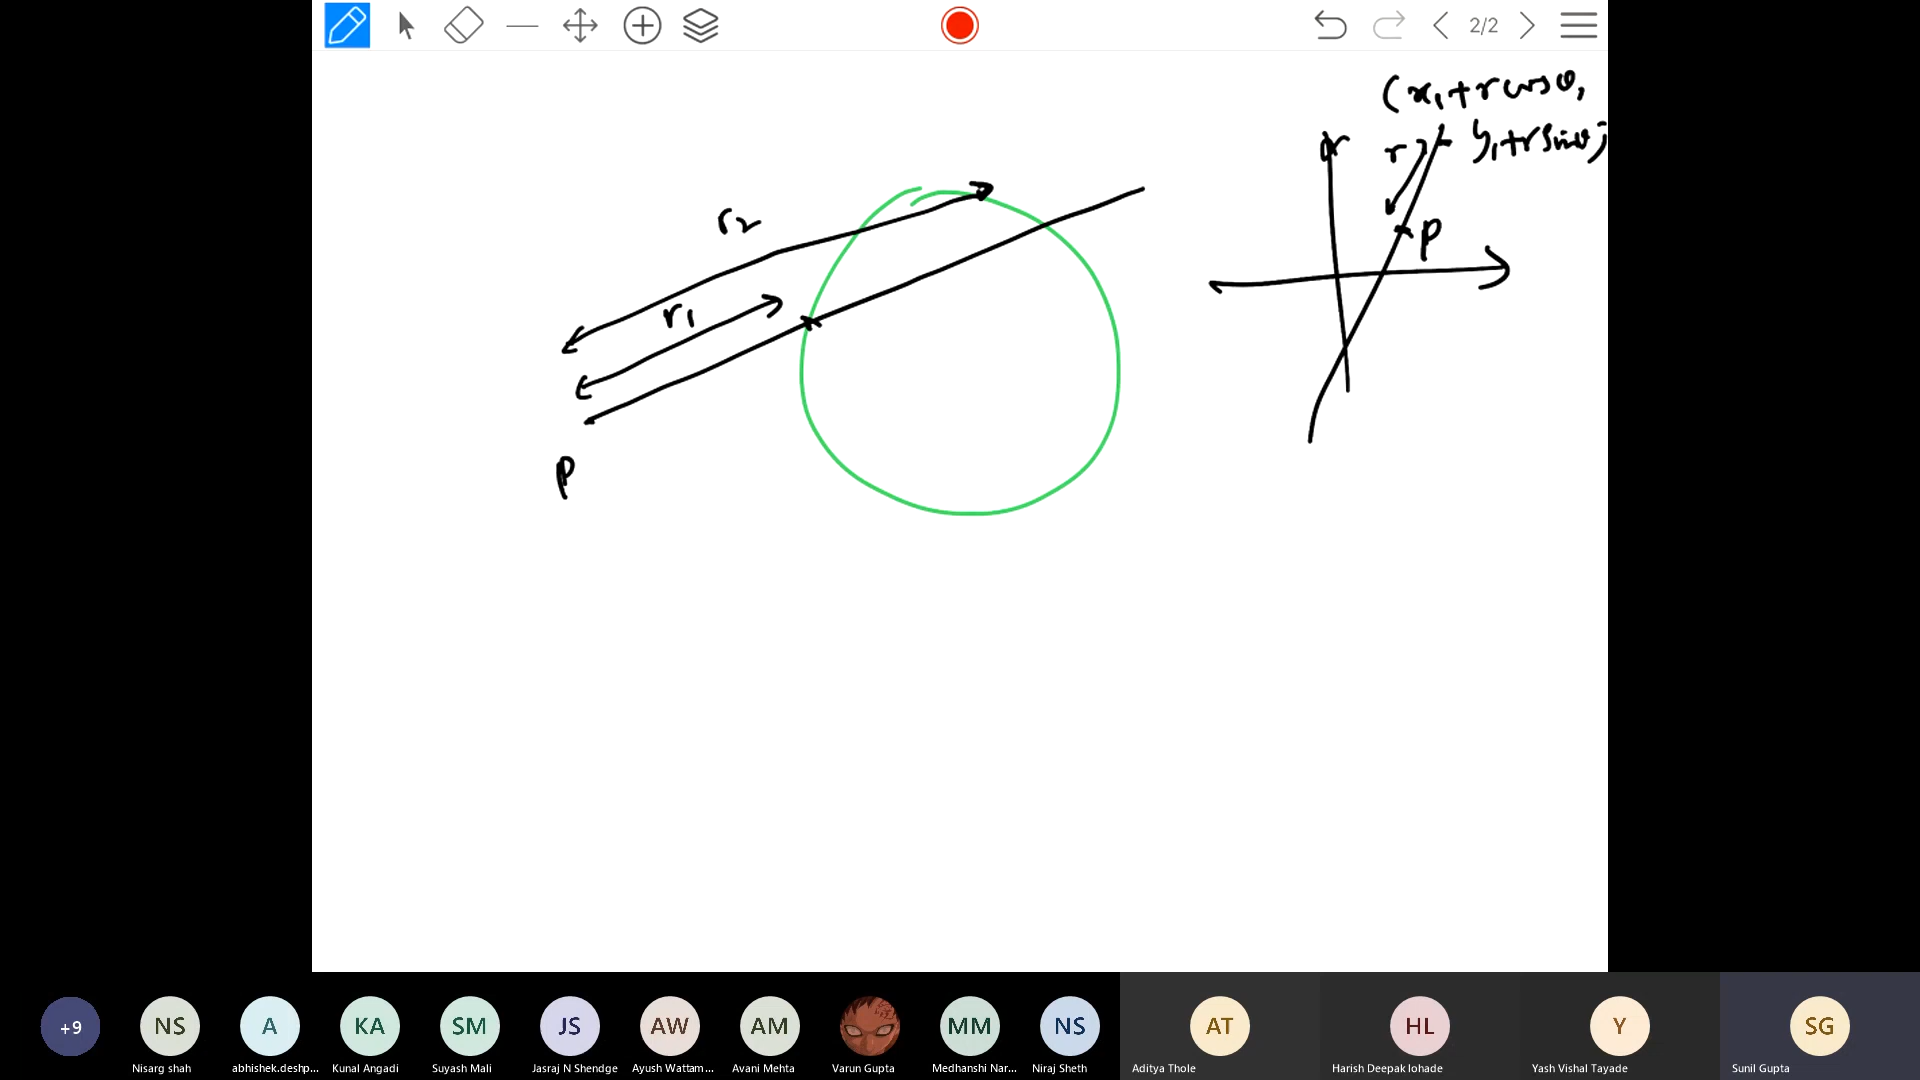 2/2
(x₁+rcosθ,
y₁+rsinθ)
r
P
r₂
r₁
P
+9
NS
A
KA
SM
JS
AW
AM
MM
NS
AT
HL
Y
SG
Nisarg shah
abhishek.deshp...
Kunal Angadi
Suyash Mali
Jasraj N Shendge
Ayush Wattam...
Avani Mehta
Varun Gupta
Medhanshi Nar...
Niraj Sheth
Aditya Thole
Harish Deepak lohade
Yash Vishal Tayade
Sunil Gupta